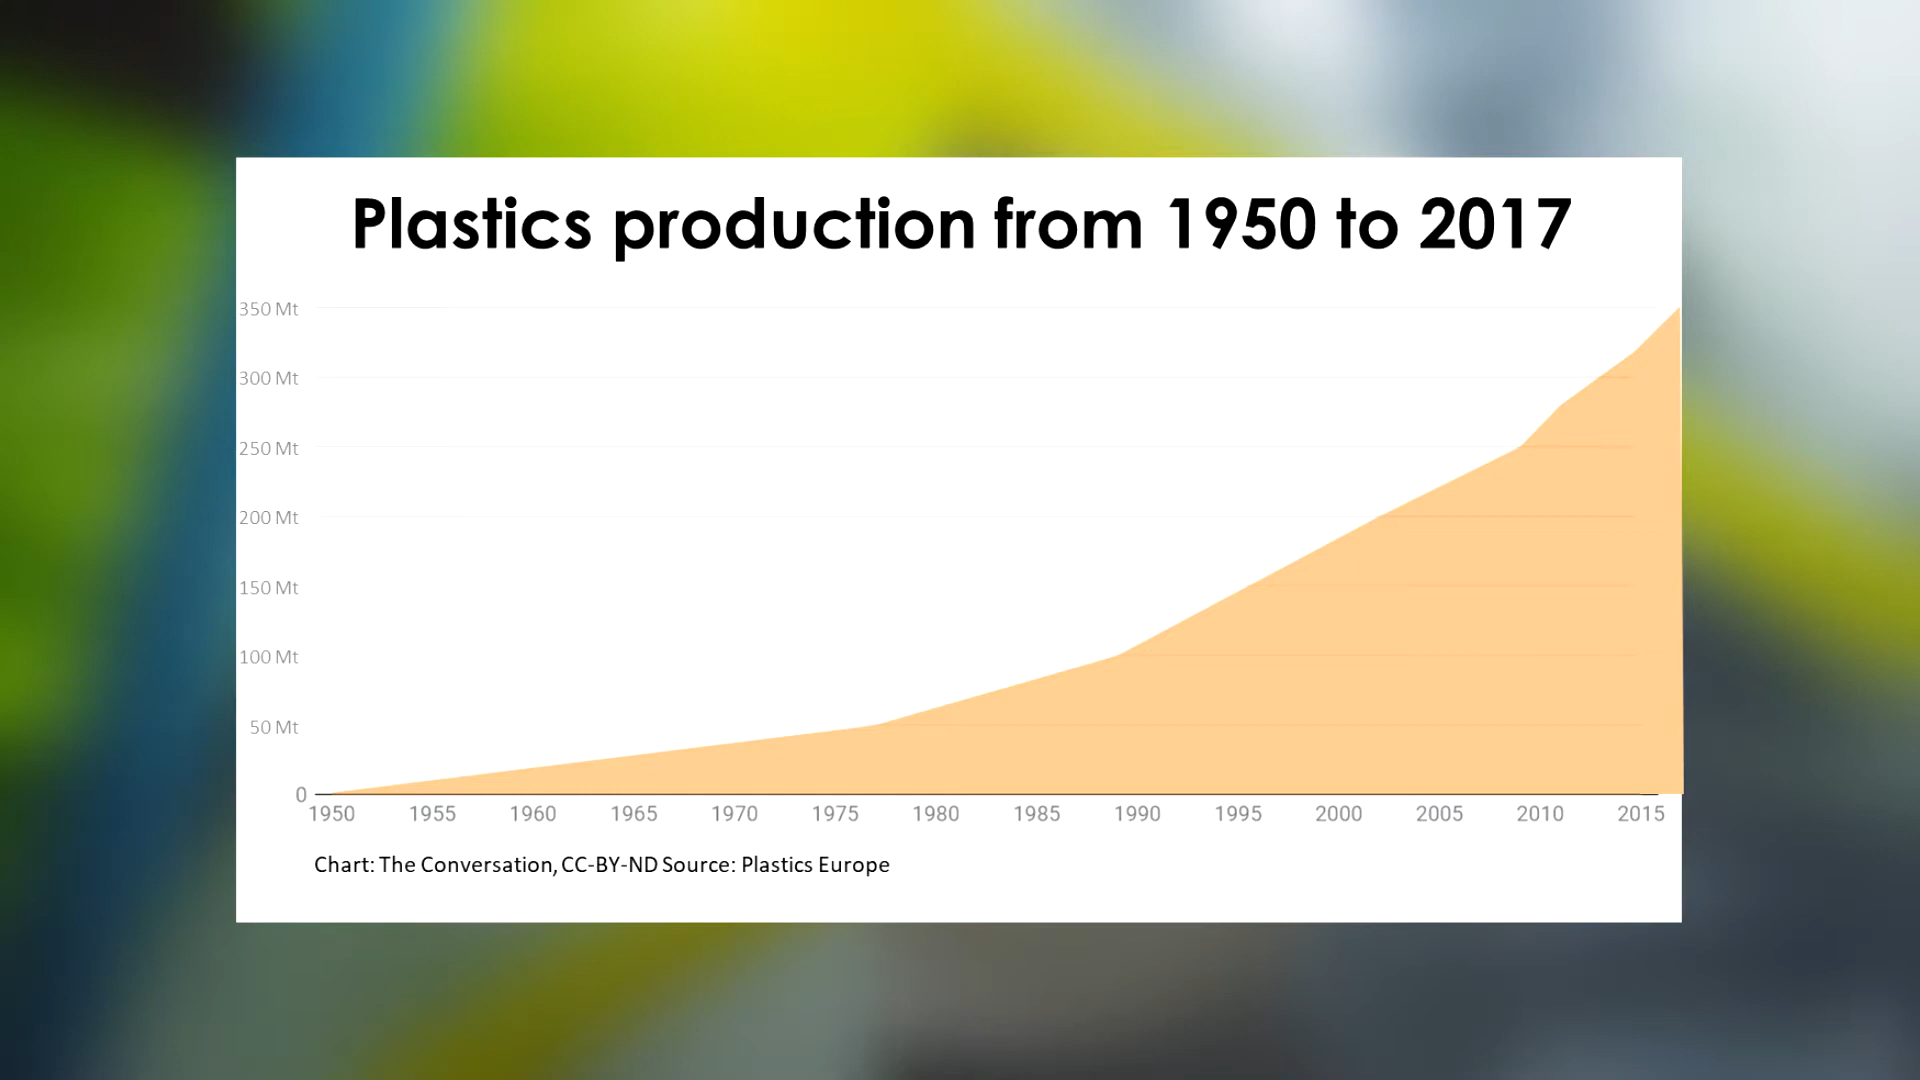 Plastics production from 1950 to 2017
350 Mt
300 Mt
250 Mt
200 Mt
150 Mt
100 Mt
50 Mt
0
1950 1955 1960 1965 1970 1975 1980 1985 1990 1995 2000 2005 2010 2015
Chart: The Conversation, CC-BY-ND Source: Plastics Europe